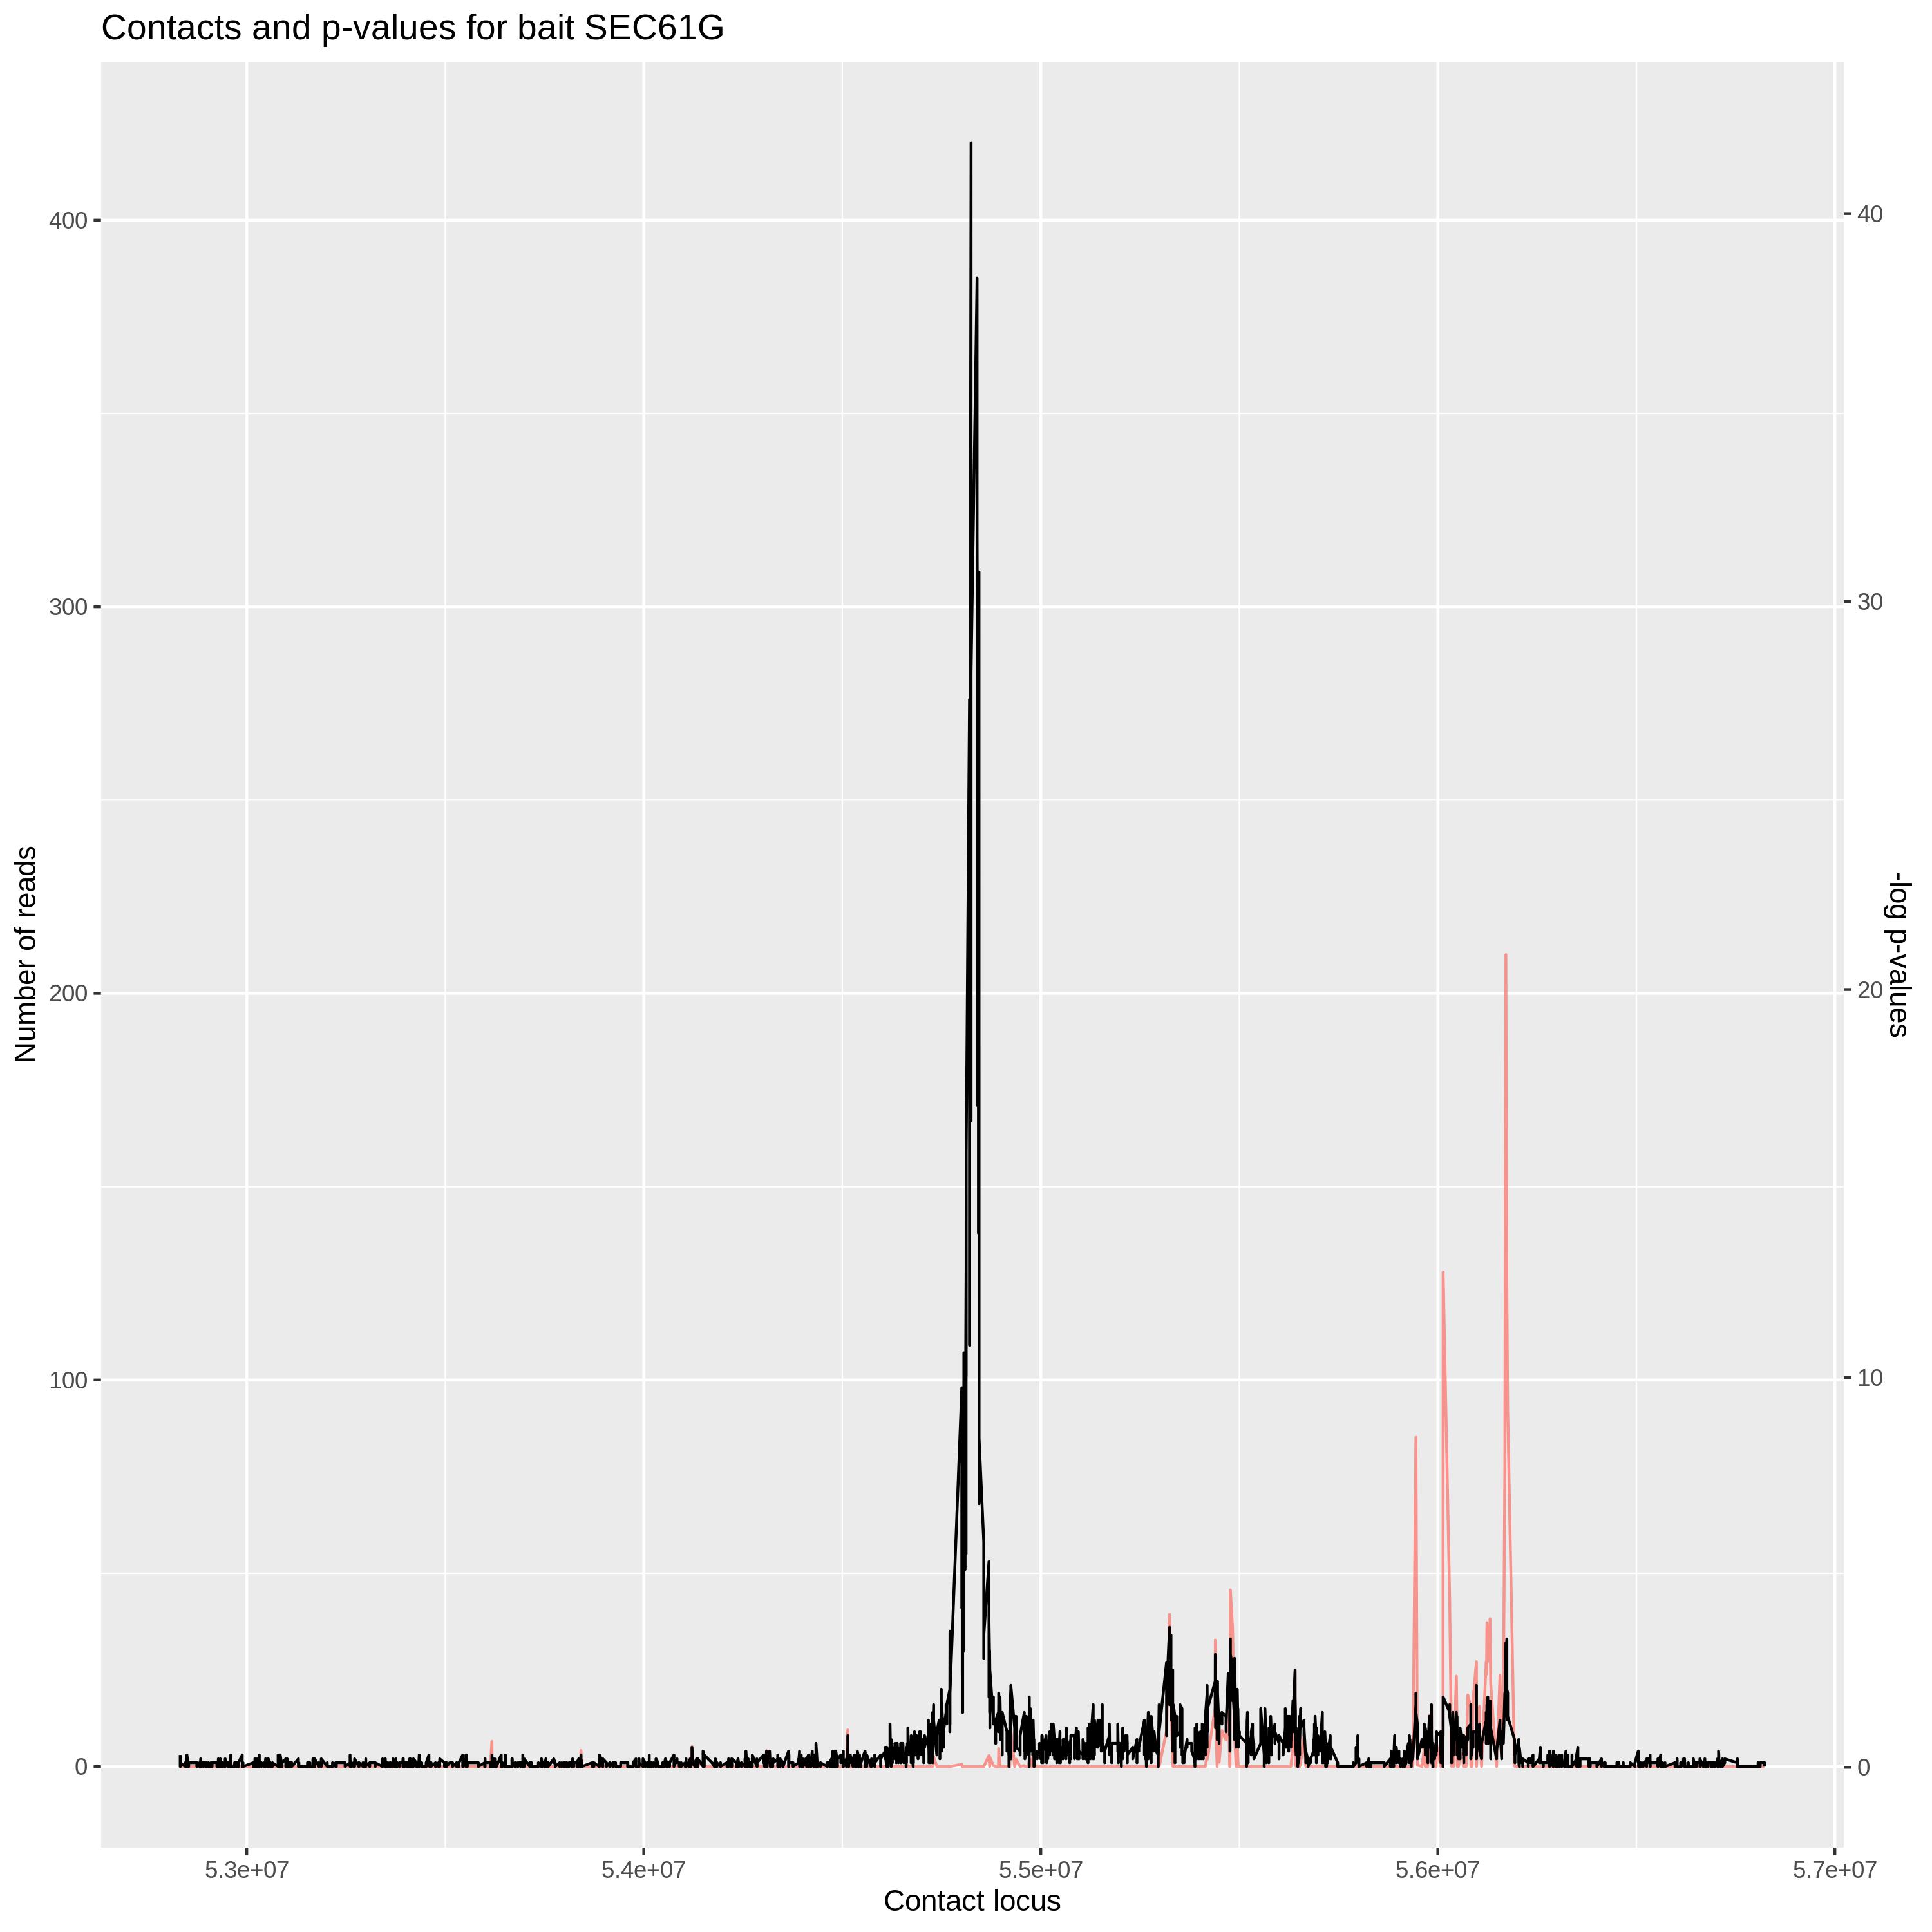 Contacts and p-values for bait SEC61G
400
300
200
100
0
40
30
20
10
0
Number of reads
-log p-values
5.3e+07
5.4e+07
5.5e+07
5.6e+07
5.7e+07
Contact locus